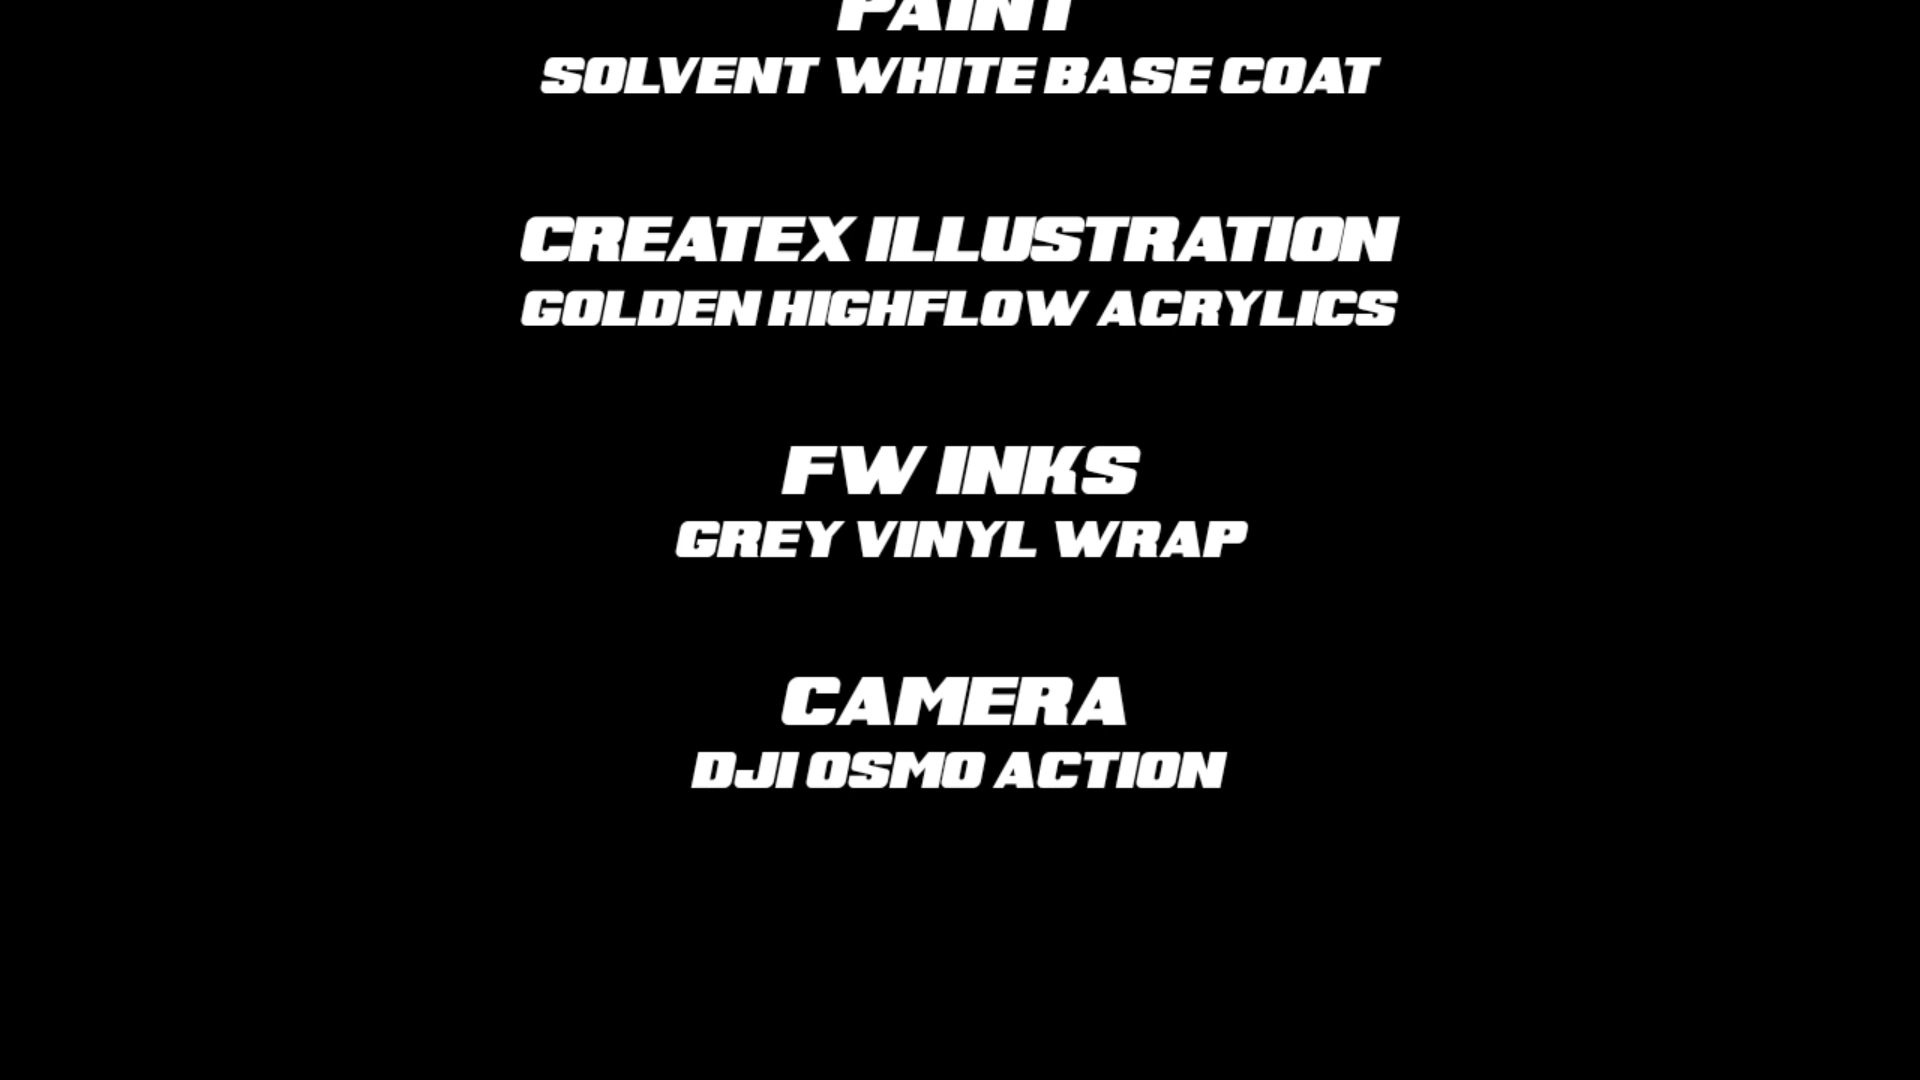 PAINT
SOLVENT WHITE BASE COAT
CREATEX ILLUSTRATION
GOLDEN HIGHFLOW ACRYLICS
FW INKS
GREY VINYL WRAP
CAMERA
DJI OSMO ACTION